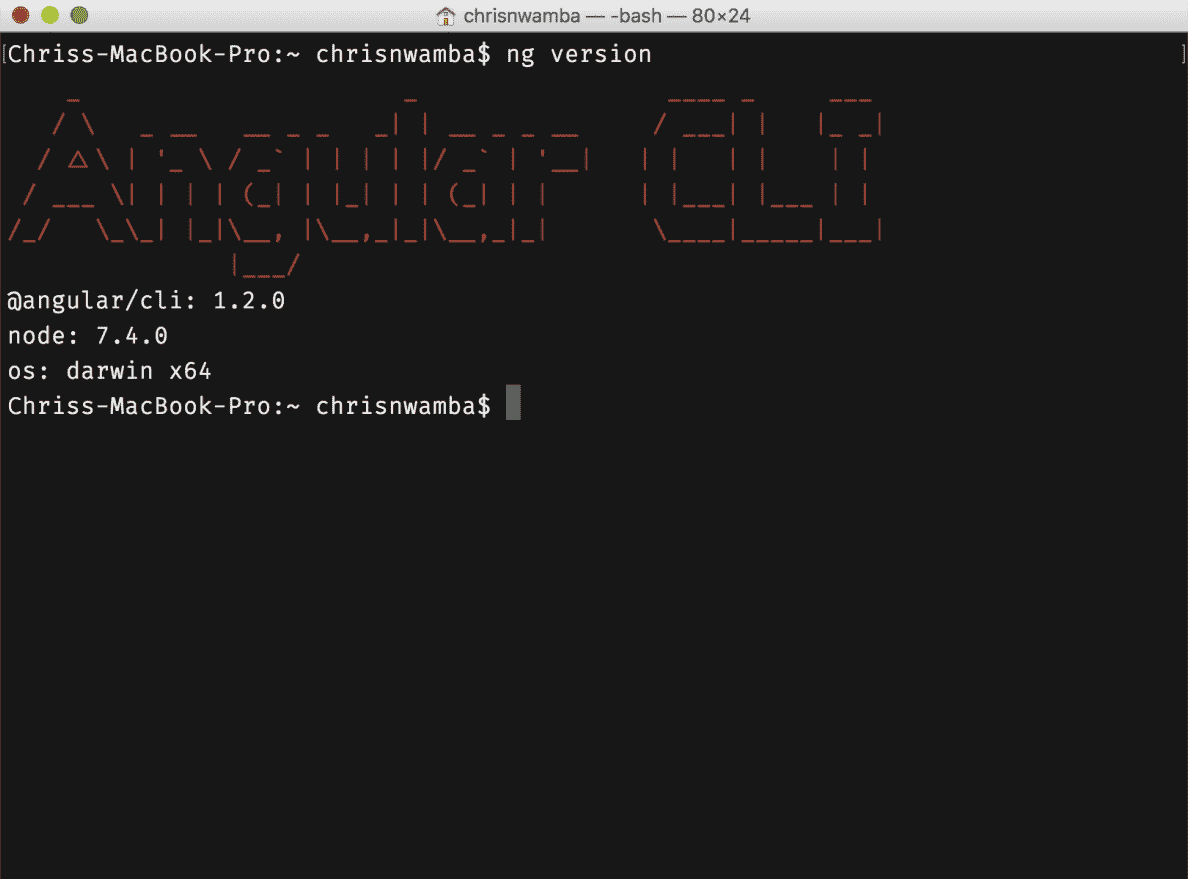 chrisnwamba — -bash — 80×24
[Chriss-MacBook-Pro:~ chrisnwamba$ ng version ]
Angular CLI
@angular/cli: 1.2.0
node: 7.4.0
os: darwin x64
Chriss-MacBook-Pro:~ chrisnwamba$